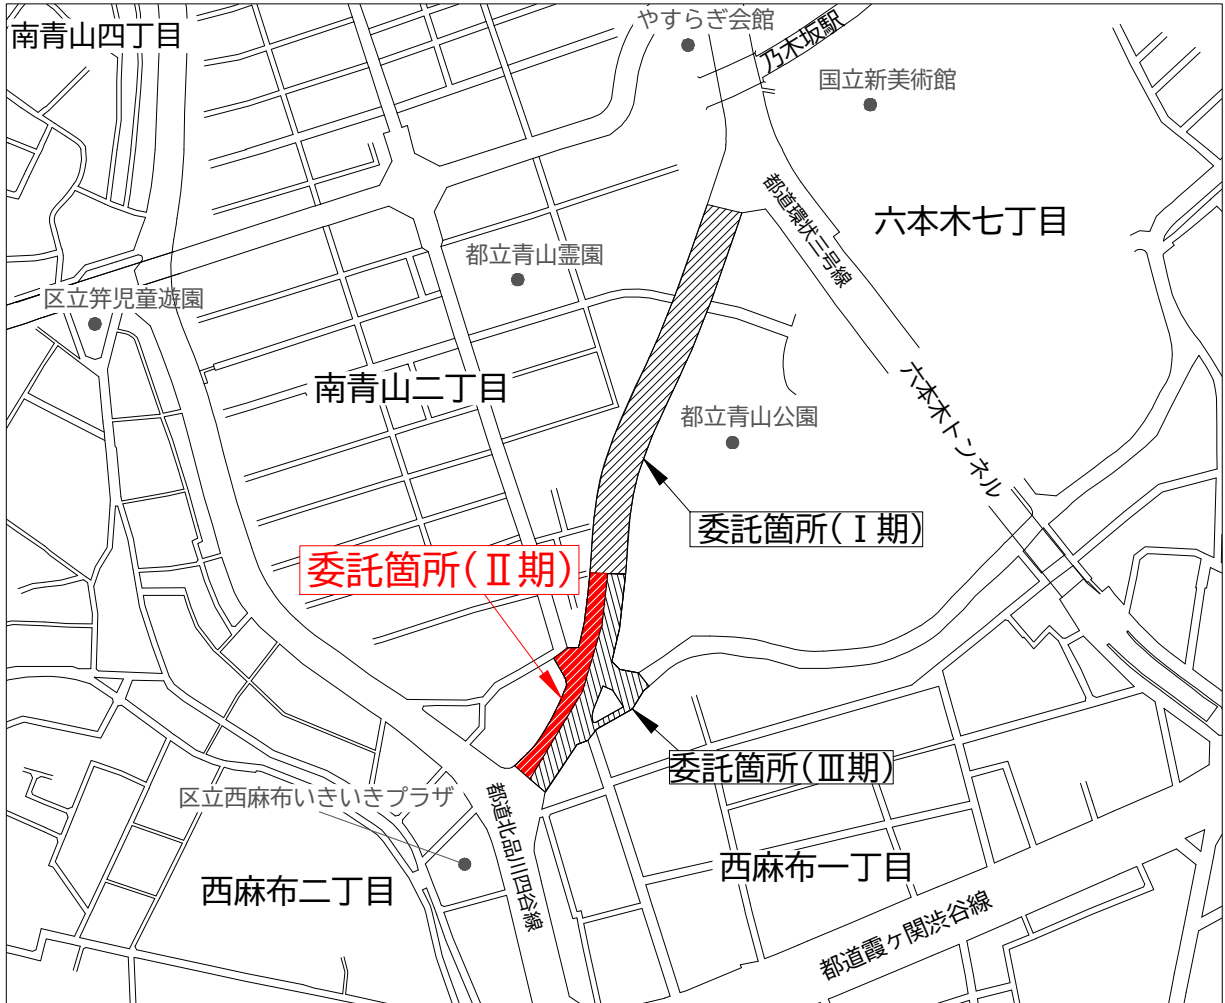 南青山四丁目
やすらぎ会館
乃木坂駅
国立新美術館
都道環状三号線
六本木七丁目
都立青山霊園
区立笄児童遊園
南青山二丁目
六本木トンネル
都立青山公園
委託箇所(Ⅰ期)
委託箇所(Ⅱ期)
委託箇所(Ⅲ期)
区立西麻布いきいきプラザ
都道北品川四谷線
西麻布一丁目
西麻布二丁目
都道霞ヶ関渋谷線